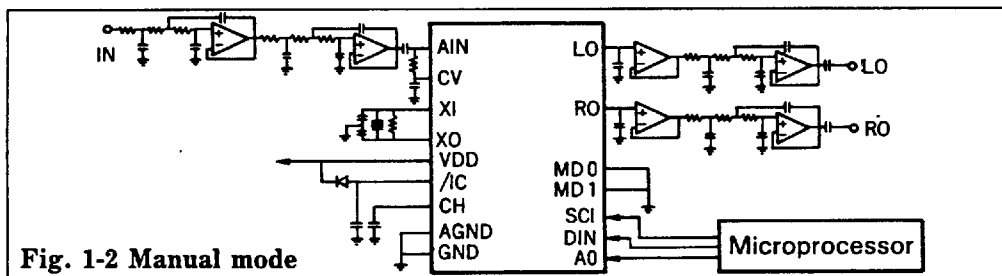 IN
AIN
CV
XI
XO
VDD
/IC
CH
AGND
GND
LO
RO
MD0
MD1
SCI
DIN
A0
LO
RO
Microprocessor
Fig. 1-2 Manual mode